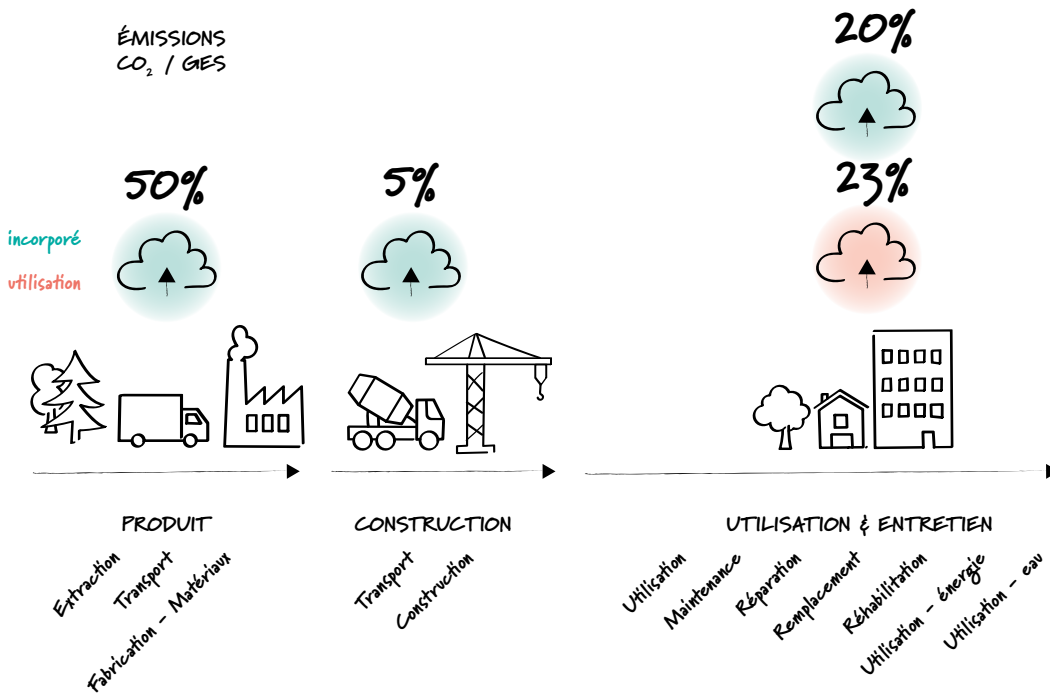 ÉMISSIONS
CO₂ / GES
20%
50%
5%
23%
incorporé
utilisation
PRODUIT
CONSTRUCTION
UTILISATION & ENTRETIEN
Extraction
Transport
Fabrication - Matériaux
Transport
Construction
Utilisation
Maintenance
Réparation
Remplacement
Réhabilitation
Utilisation - énergie
Utilisation - eau